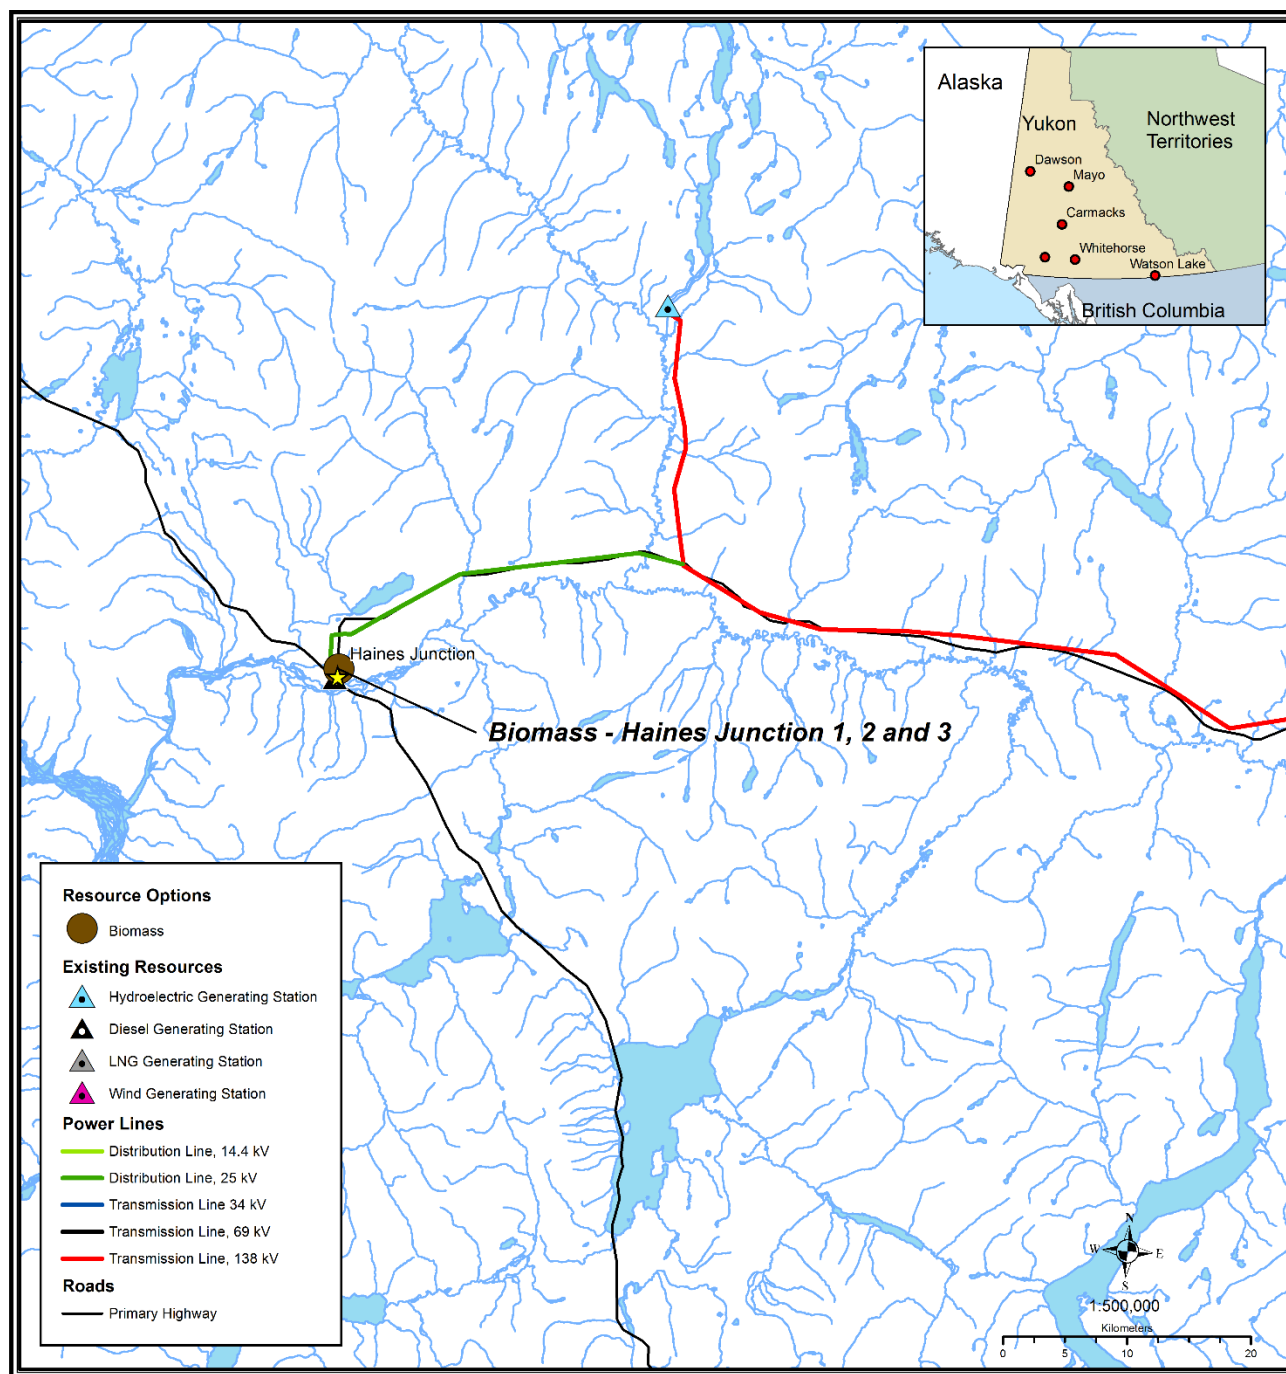 Alaska
Northwest
Territories
Yukon
Dawson
Mayo
Carmacks
Whitehorse
Watson Lake
British Columbia
Haines Junction
Biomass - Haines Junction 1, 2 and 3
Resource Options
Biomass
Existing Resources
Hydroelectric Generating Station
Diesel Generating Station
LNG Generating Station
Wind Generating Station
Power Lines
Distribution Line, 14.4 kV
Distribution Line, 25 kV
Transmission Line 34 kV
Transmission Line, 69 kV
Transmission Line, 138 kV
Roads
Primary Highway
N
W E
S
1:500,000
Kilometers
0 5 10 20